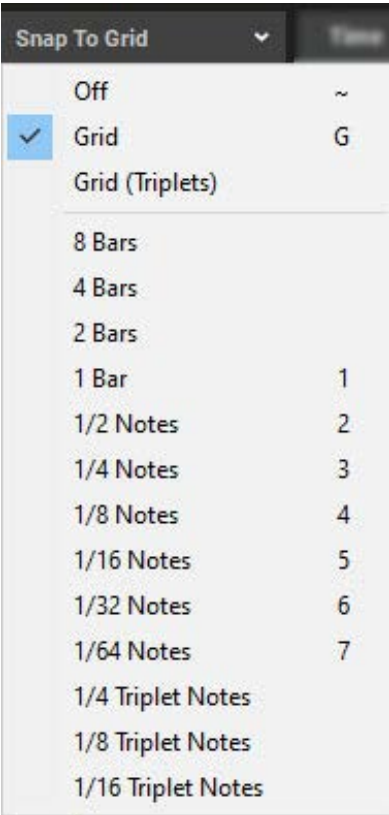 Snap To Grid Time
Off ~
Grid G
Grid (Triplets)
8 Bars
4 Bars
2 Bars
1 Bar 1
1/2 Notes 2
1/4 Notes 3
1/8 Notes 4
1/16 Notes 5
1/32 Notes 6
1/64 Notes 7
1/4 Triplet Notes
1/8 Triplet Notes
1/16 Triplet Notes